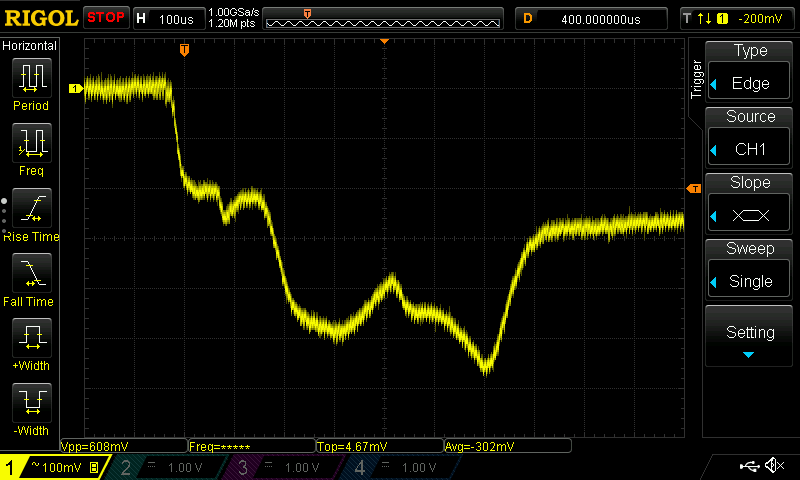 RIGOL STOP H 100us 1.00GSa/s 1.20M pts T D 400.000000us T 1 -200mV
Horizontal
Period
Freq
Rise Time
Fall Time
+Width
-Width
T
1
T
Trigger
Type
Edge
Source
CH1
Slope
Sweep
Single
Setting
Vpp=608mV Freq=***** Top=4.67mV Avg=-302mV
1 ~ 100mV B 2 = 1.00 V 3 = 1.00 V 4 = 1.00 V